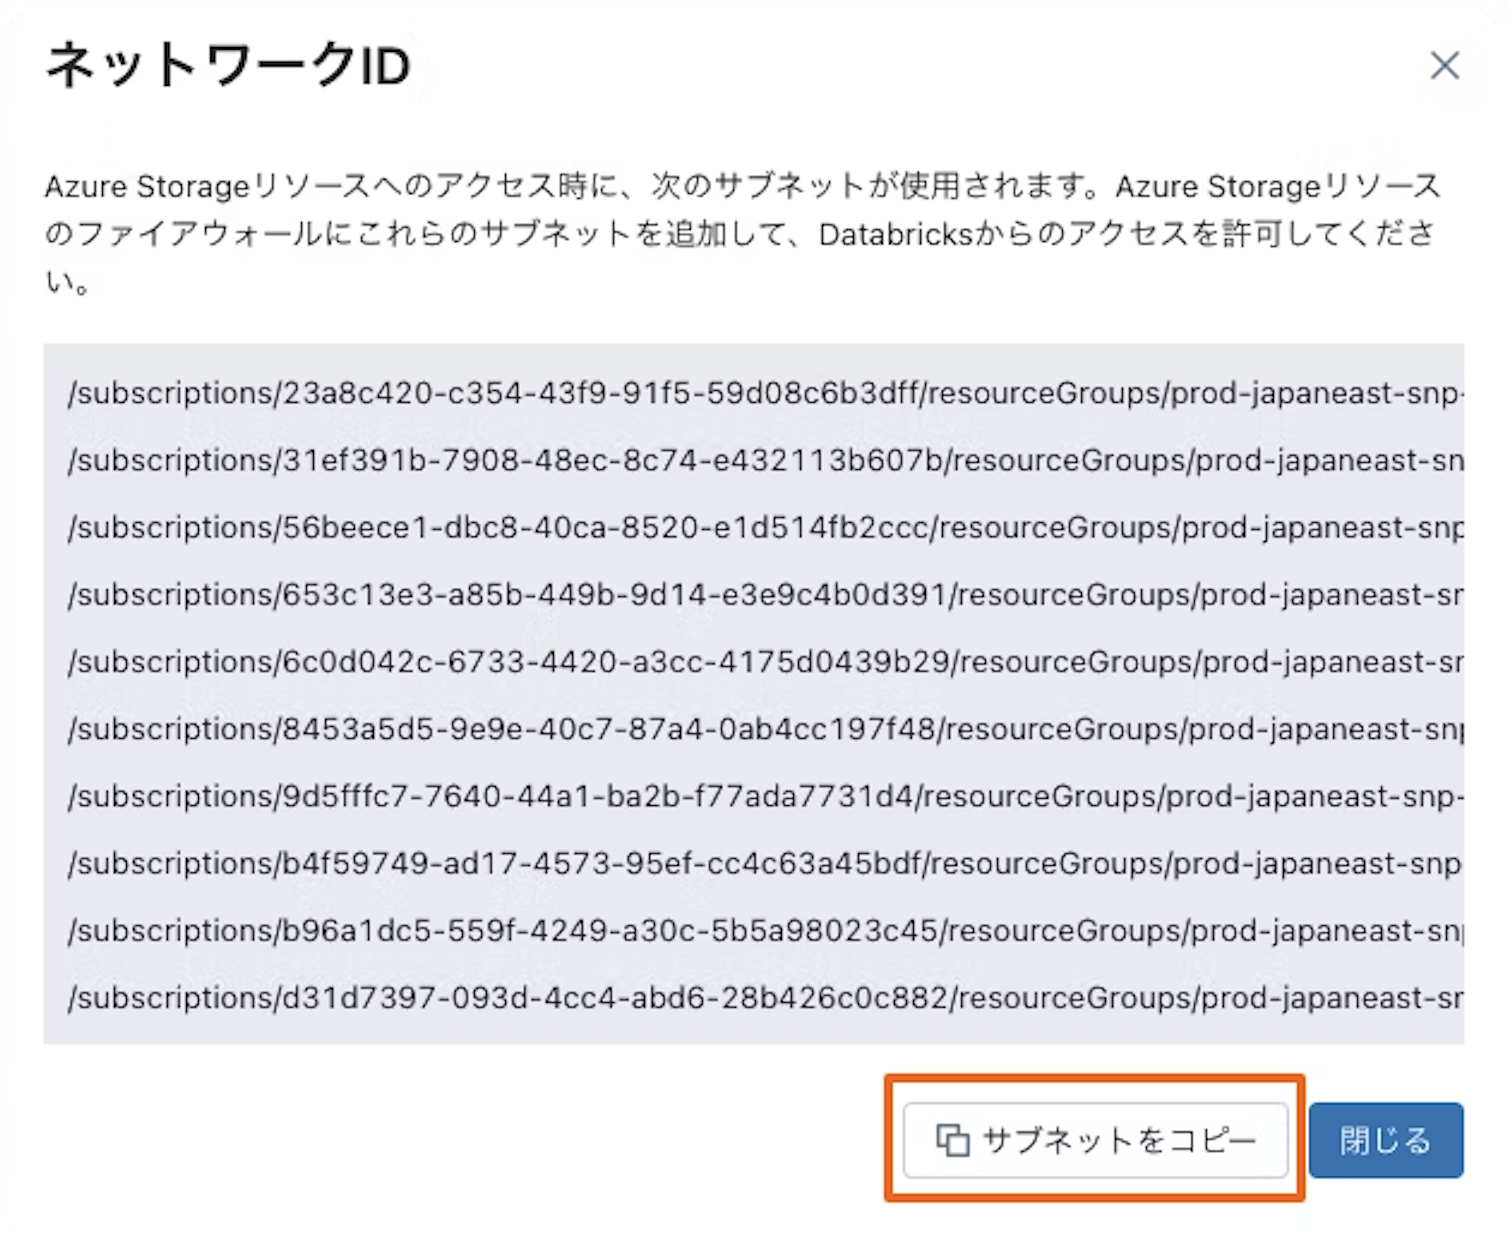 ネットワークID
Azure Storageリソースへのアクセス時に、次のサブネットが使用されます。Azure Storageリソース
のファイアウォールにこれらのサブネットを追加して、Databricksからのアクセスを許可してくださ
い。
/subscriptions/23a8c420-c354-43f9-91f5-59d08c6b3dff/resourceGroups/prod-japaneast-snp-
/subscriptions/31ef391b-7908-48ec-8c74-e432113b607b/resourceGroups/prod-japaneast-sn
/subscriptions/56beece1-dbc8-40ca-8520-e1d514fb2ccc/resourceGroups/prod-japaneast-snp
/subscriptions/653c13e3-a85b-449b-9d14-e3e9c4b0d391/resourceGroups/prod-japaneast-sn
/subscriptions/6c0d042c-6733-4420-a3cc-4175d0439b29/resourceGroups/prod-japaneast-sn
/subscriptions/8453a5d5-9e9e-40c7-87a4-0ab4cc197f48/resourceGroups/prod-japaneast-snp
/subscriptions/9d5fffc7-7640-44a1-ba2b-f77ada7731d4/resourceGroups/prod-japaneast-snp-
/subscriptions/b4f59749-ad17-4573-95ef-cc4c63a45bdf/resourceGroups/prod-japaneast-snp
/subscriptions/b96a1dc5-559f-4249-a30c-5b5a98023c45/resourceGroups/prod-japaneast-snp
/subscriptions/d31d7397-093d-4cc4-abd6-28b426c0c882/resourceGroups/prod-japaneast-sn
サブネットをコピー
閉じる